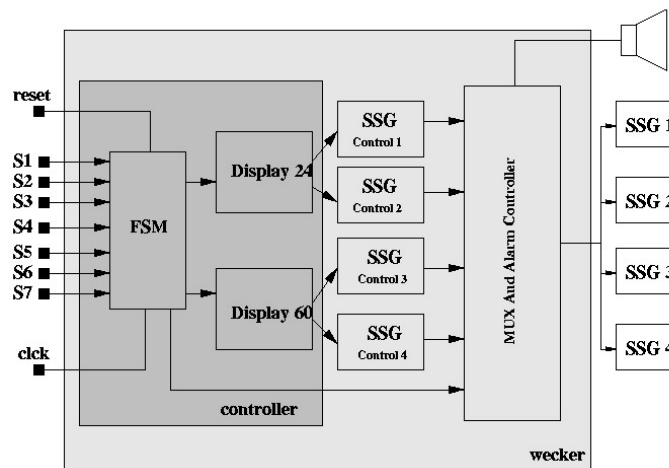 reset
S1
S2
S3
S4
S5
S6
S7
clck
FSM
Display 24
Display 60
controller
SSG
Control 1
SSG
Control 2
SSG
Control 3
SSG
Control 4
MUX Aud Alarm Controller
wecker
SSG 1
SSG 2
SSG 3
SSG 4